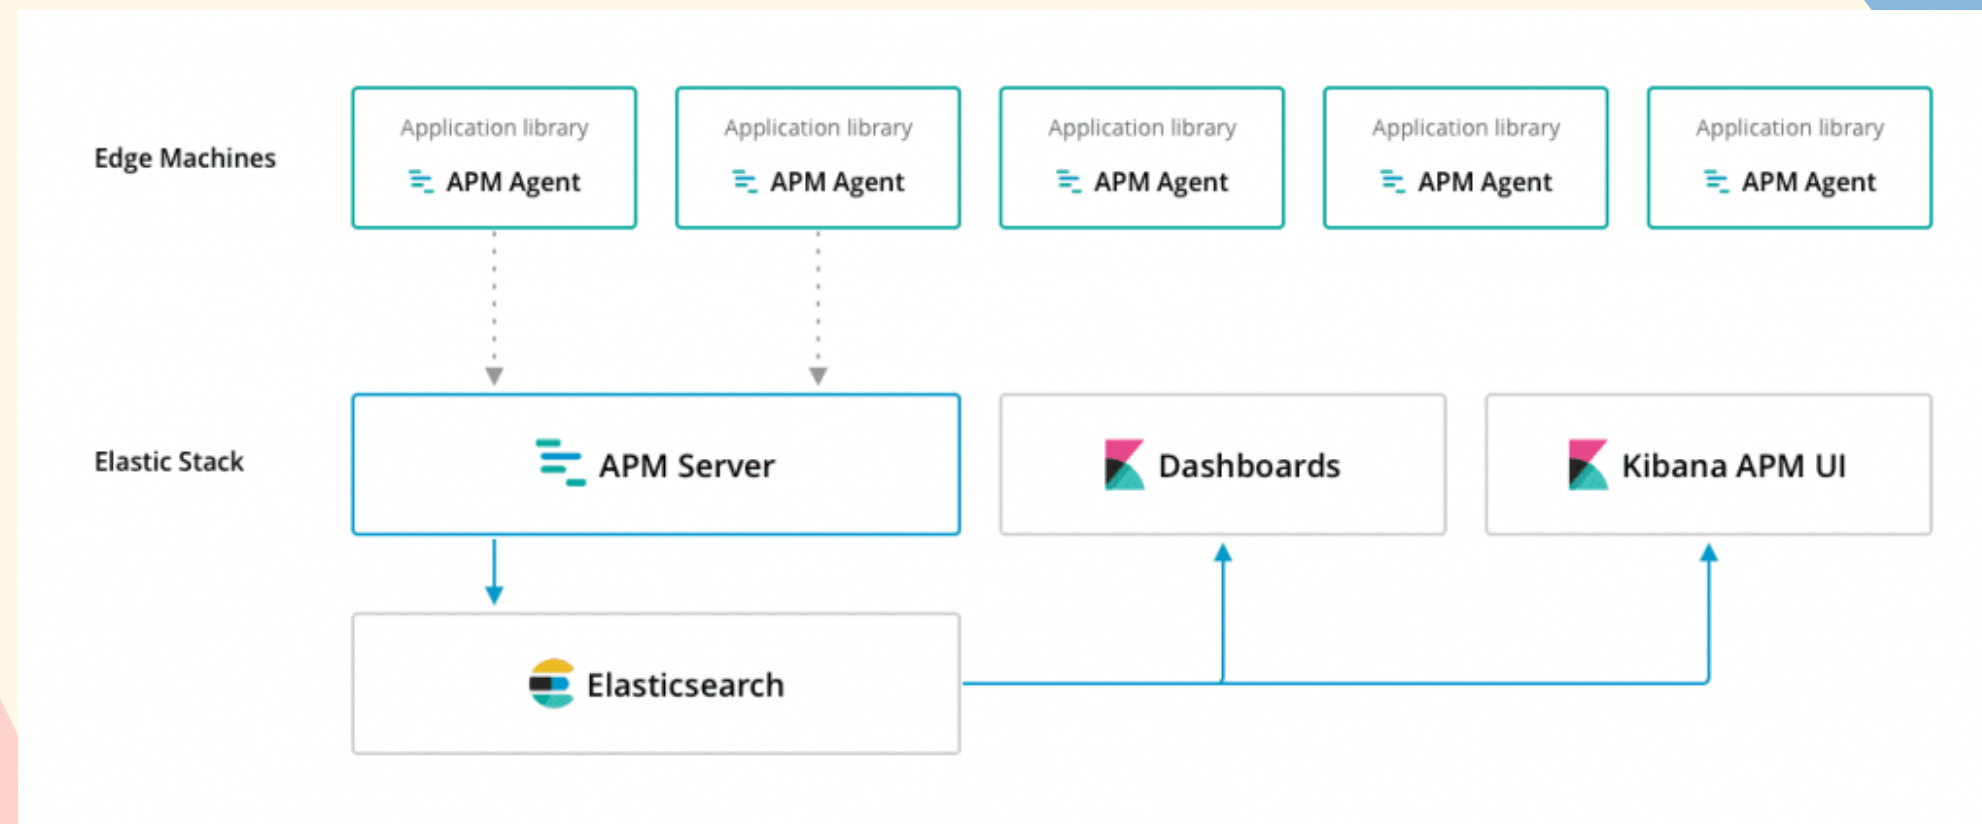 Edge Machines
Application library
APM Agent
Application library
APM Agent
Application library
APM Agent
Application library
APM Agent
Application library
APM Agent
Elastic Stack
APM Server
Dashboards
Kibana APM UI
Elasticsearch